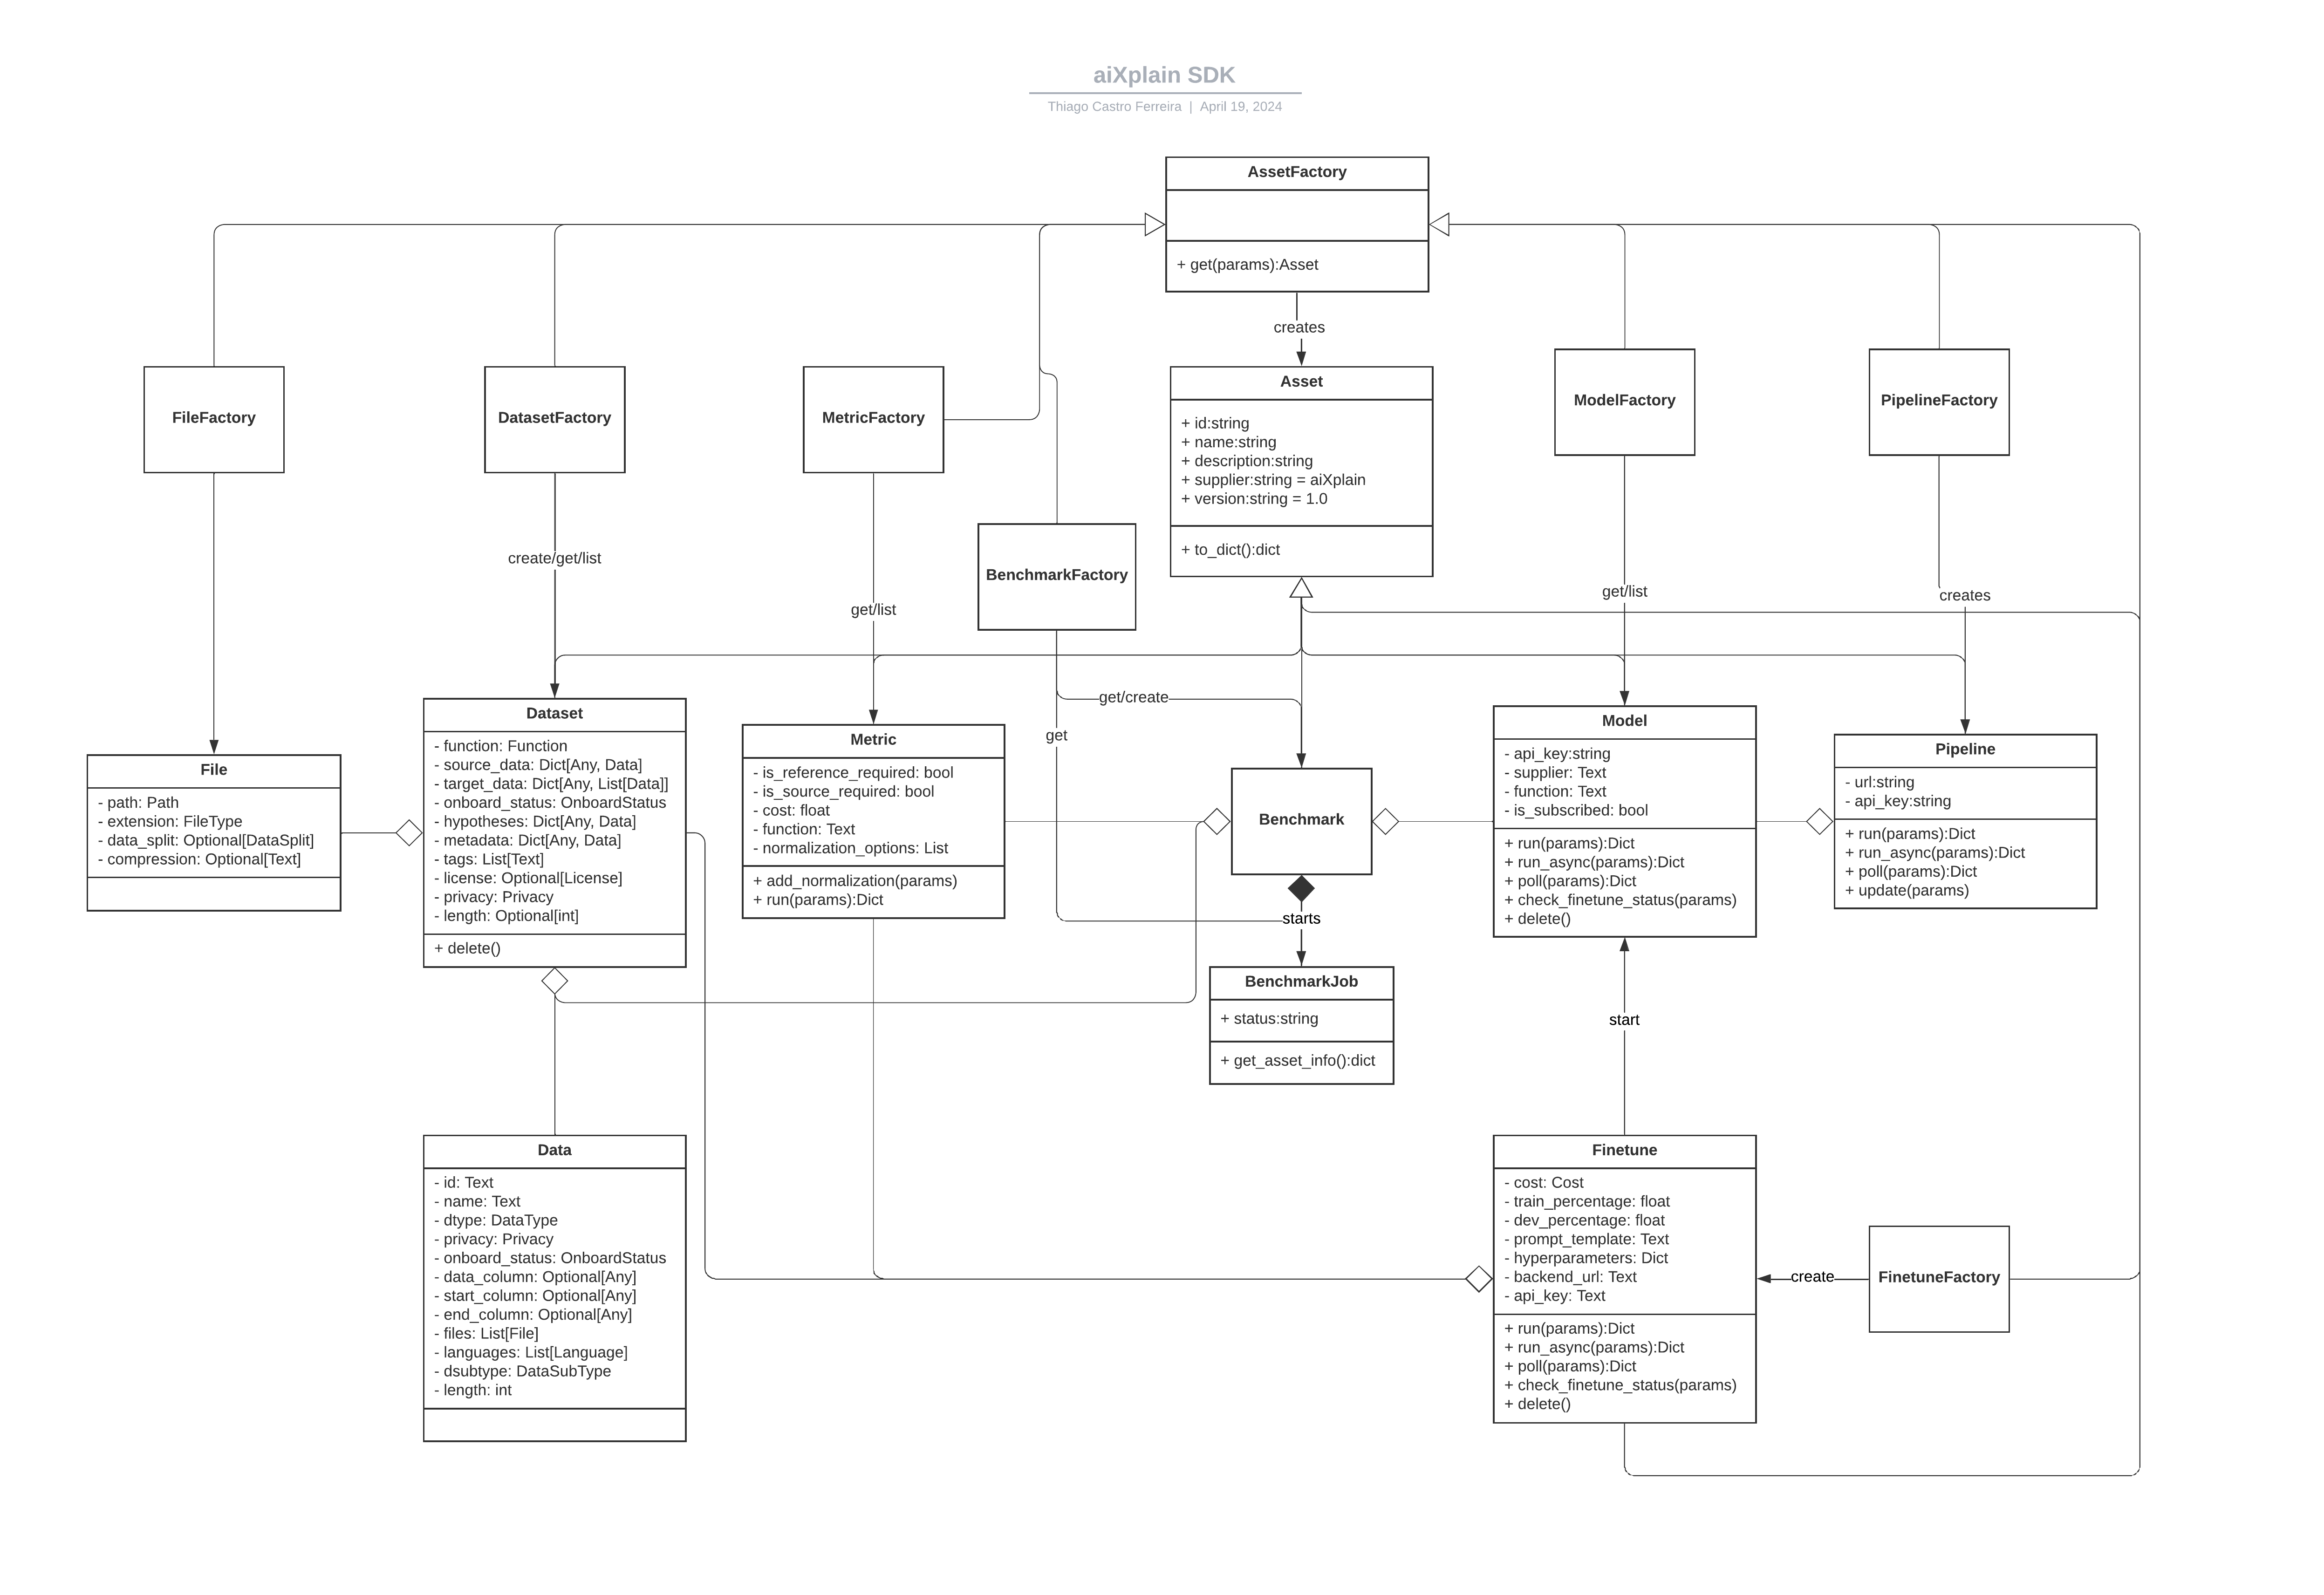 aiXplain SDK
Thiago Castro Ferreira | April 19, 2024
AssetFactory
+ get(params):Asset
creates
FileFactory
DatasetFactory
MetricFactory
Asset
+ id:string
+ name:string
+ description:string
+ supplier:string = aiXplain
+ version:string = 1.0
+ to_dict():dict
ModelFactory
PipelineFactory
create/get/list
get/list
BenchmarkFactory
get/list
creates
get/create
get
File
- path: Path
- extension: FileType
- data_split: Optional[DataSplit]
- compression: Optional[Text]
Dataset
- function: Function
- source_data: Dict[Any, Data]
- target_data: Dict[Any, List[Data]]
- onboard_status: OnboardStatus
- hypotheses: Dict[Any, Data]
- metadata: Dict[Any, Data]
- tags: List[Text]
- license: Optional[License]
- privacy: Privacy
- length: Optional[int]
+ delete()
Metric
- is_reference_required: bool
- is_source_required: bool
- cost: float
- function: Text
- normalization_options: List
+ add_normalization(params)
+ run(params):Dict
Benchmark
starts
Model
- api_key:string
- supplier: Text
- function: Text
- is_subscribed: bool
+ run(params):Dict
+ run_async(params):Dict
+ poll(params):Dict
+ check_finetune_status(params)
+ delete()
Pipeline
- url:string
- api_key:string
+ run(params):Dict
+ run_async(params):Dict
+ poll(params):Dict
+ update(params)
BenchmarkJob
+ status:string
+ get_asset_info():dict
start
Data
- id: Text
- name: Text
- dtype: DataType
- privacy: Privacy
- onboard_status: OnboardStatus
- data_column: Optional[Any]
- start_column: Optional[Any]
- end_column: Optional[Any]
- files: List[File]
- languages: List[Language]
- dsubtype: DataSubType
- length: int
Finetune
- cost: Cost
- train_percentage: float
- dev_percentage: float
- prompt_template: Text
- hyperparameters: Dict
- backend_url: Text
- api_key: Text
+ run(params):Dict
+ run_async(params):Dict
+ poll(params):Dict
+ check_finetune_status(params)
+ delete()
create
FinetuneFactory